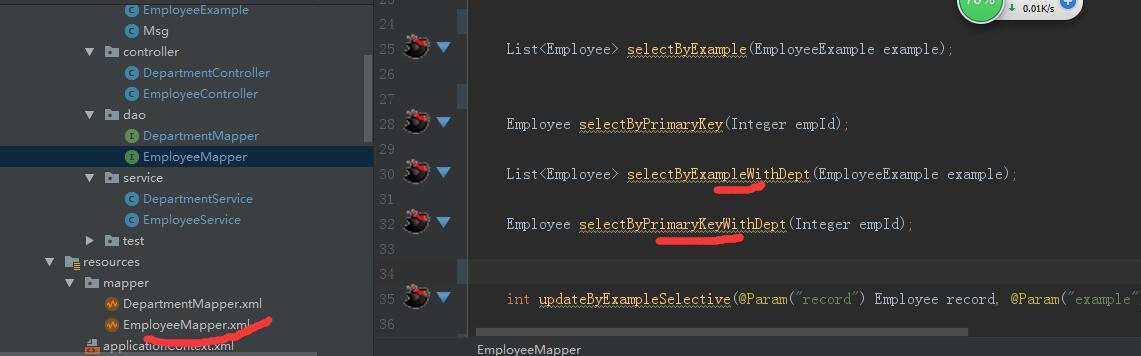 EmployeeExample
Msg
controller
DepartmentController
EmployeeController
dao
DepartmentMapper
EmployeeMapper
service
DepartmentService
EmployeeService
test
resources
mapper
DepartmentMapper.xml
EmployeeMapper.xml
applicationContext.xml
24
25 List<Employee> selectByExample(EmployeeExample example);
26
27
28 Employee selectByPrimaryKey(Integer empId);
29
30 List<Employee> selectByExampleWithDept(EmployeeExample example);
31
32 Employee selectByPrimaryKeyWithDept(Integer empId);
33
34
35 int updateByExampleSelective(@Param("record") Employee record, @Param("example")
36
EmployeeMapper
0.01K/s